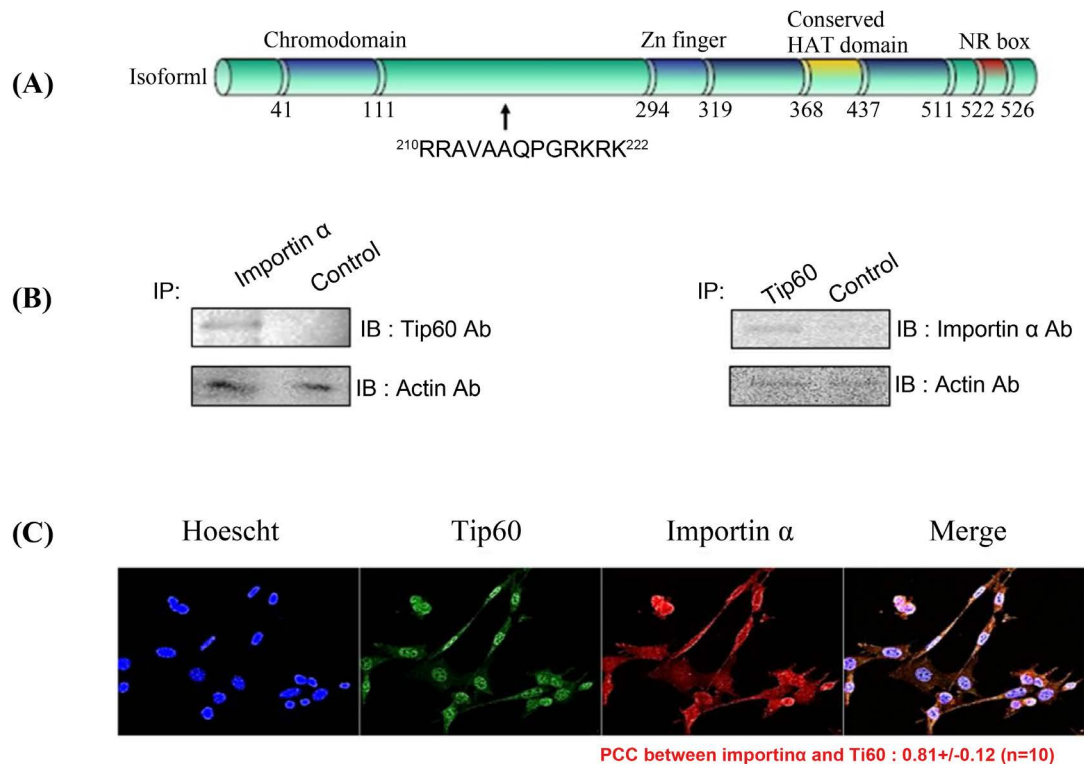 (A)
Chromodomain
Zn finger
Conserved
HAT domain
NR box
IsoformI
41 111 294 319 368 437 511 522 526
²¹⁰RRAVAAQPGRKRK²²²
(B)
IP: Importin α Control
IB : Tip60 Ab
IB : Actin Ab
IP: Tip60 Control
IB : Importin α Ab
IB : Actin Ab
(C)
Hoescht Tip60 Importin α Merge
PCC between importinα and Ti60 : 0.81+/-0.12 (n=10)